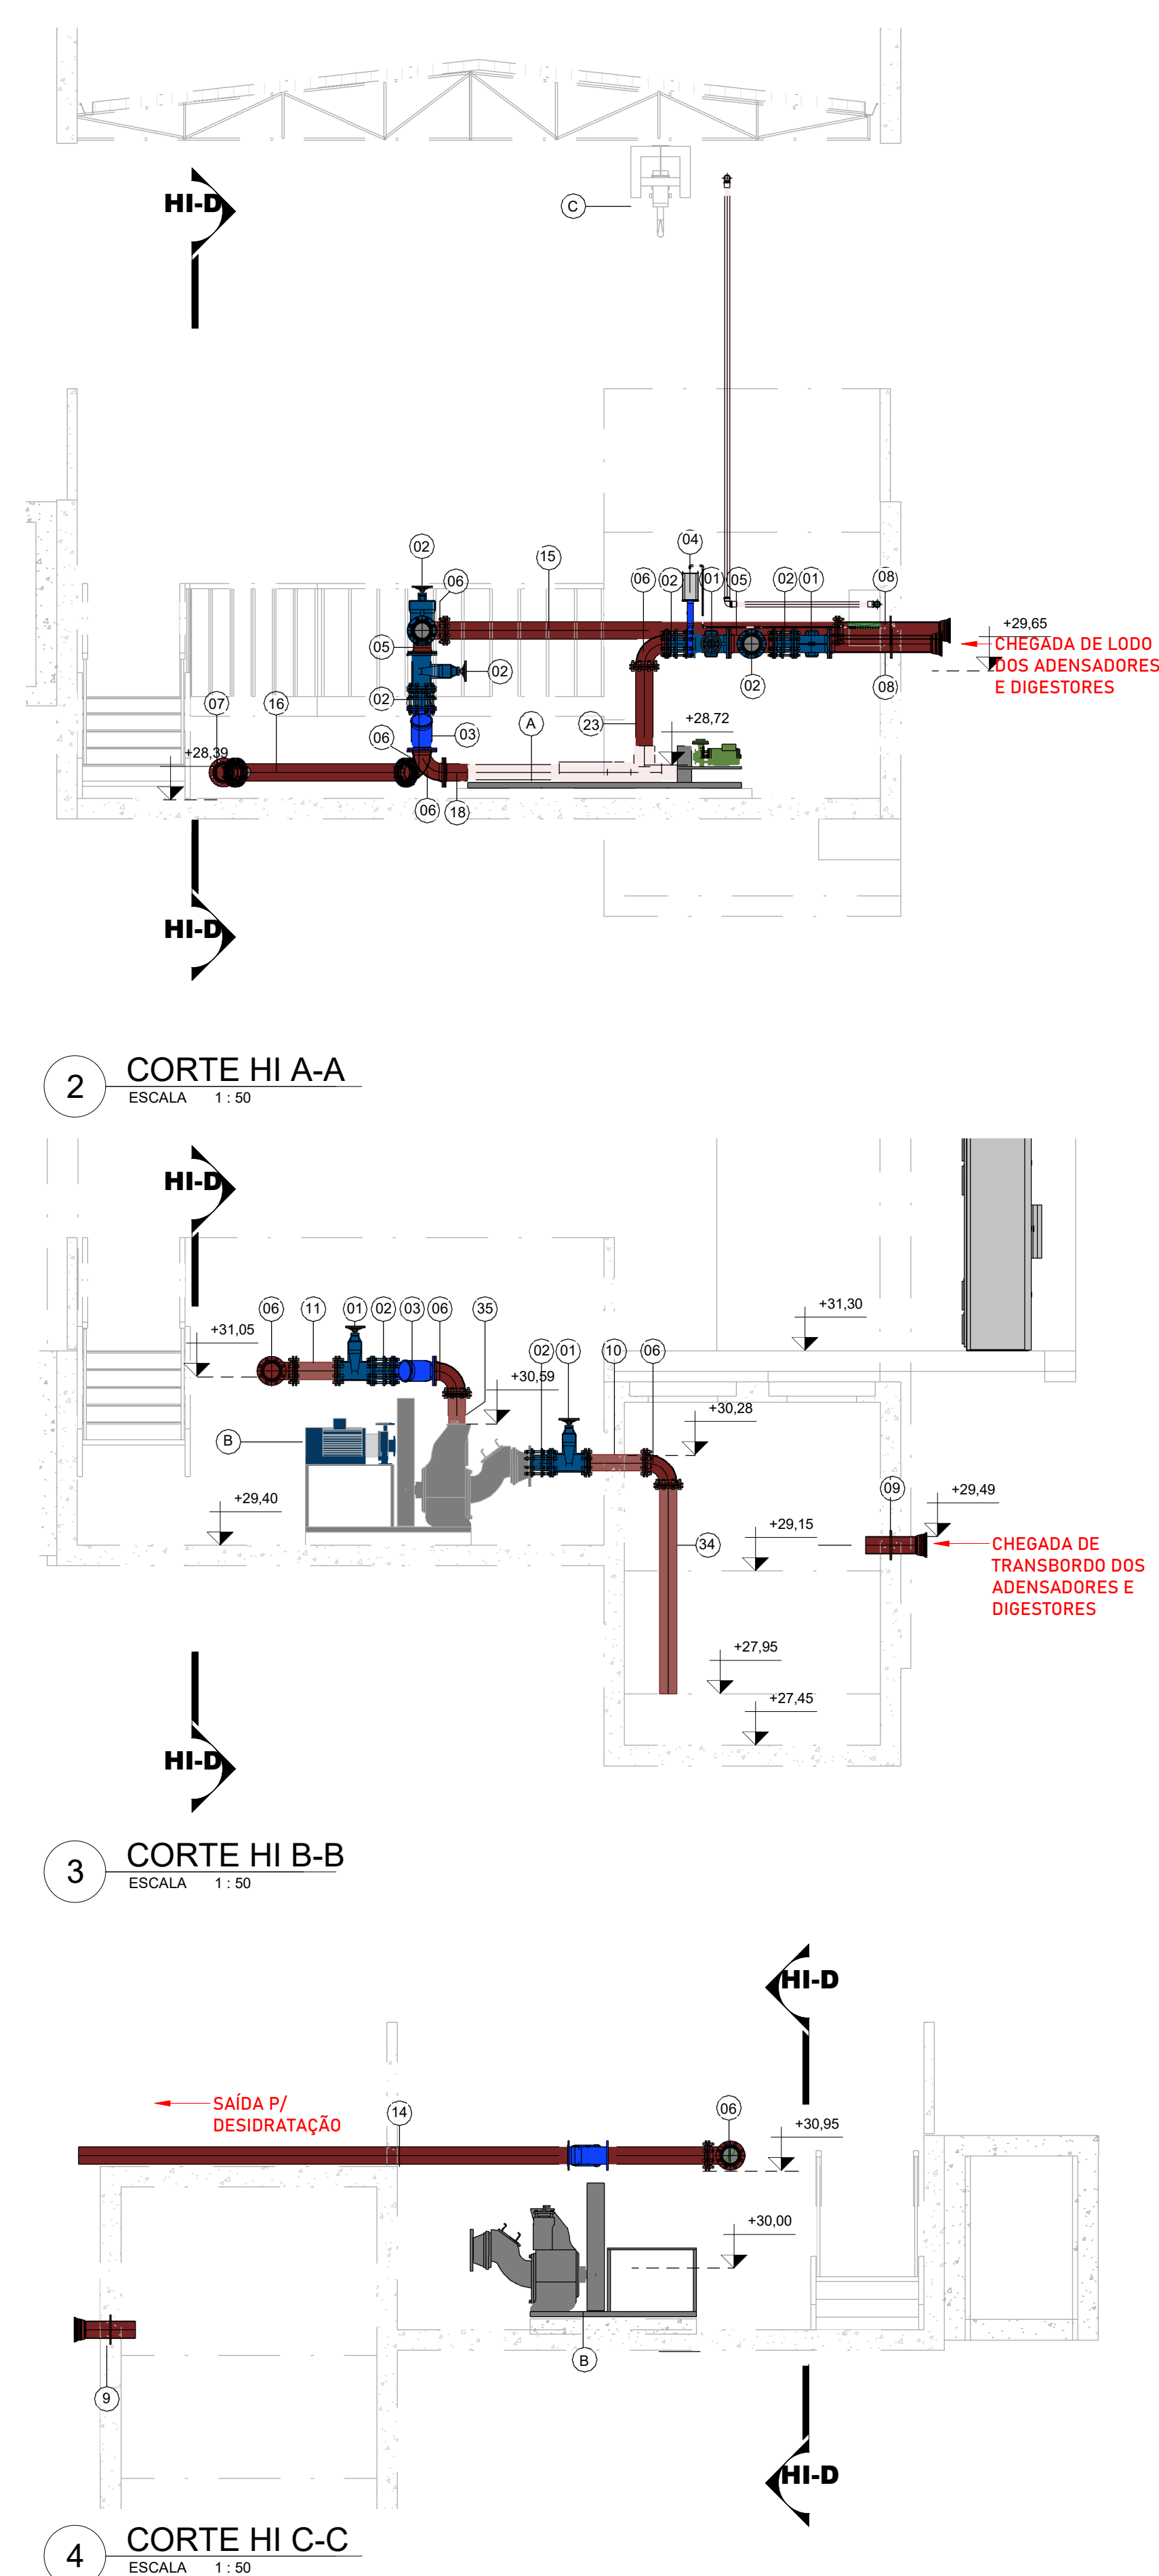 HI-D
C
02
06
15
04
06
02
01
05
02
01
08
+29,65
CHEGADA DE LODO
DOS ADENSADORES
E DIGESTORES
05
02
02
02
08
07
16
06
03
A
23
+28,72
+28,39
06
18
HI-D
2
CORTE HI A-A
ESCALA 1 : 50
HI-D
+31,05
06
11
01
02
03
06
35
+31,30
+30,59
02
01
10
06
+30,28
B
+29,40
09
+29,49
+29,15
34
CHEGADA DE
TRANSBORDO DOS
ADENSADORES E
DIGESTORES
+27,95
+27,45
HI-D
3
CORTE HI B-B
ESCALA 1 : 50
HI-D
SAÍDA P/
DESIDRATAÇÃO
14
06
+30,95
+30,00
B
9
HI-D
4
CORTE HI C-C
ESCALA 1 : 50